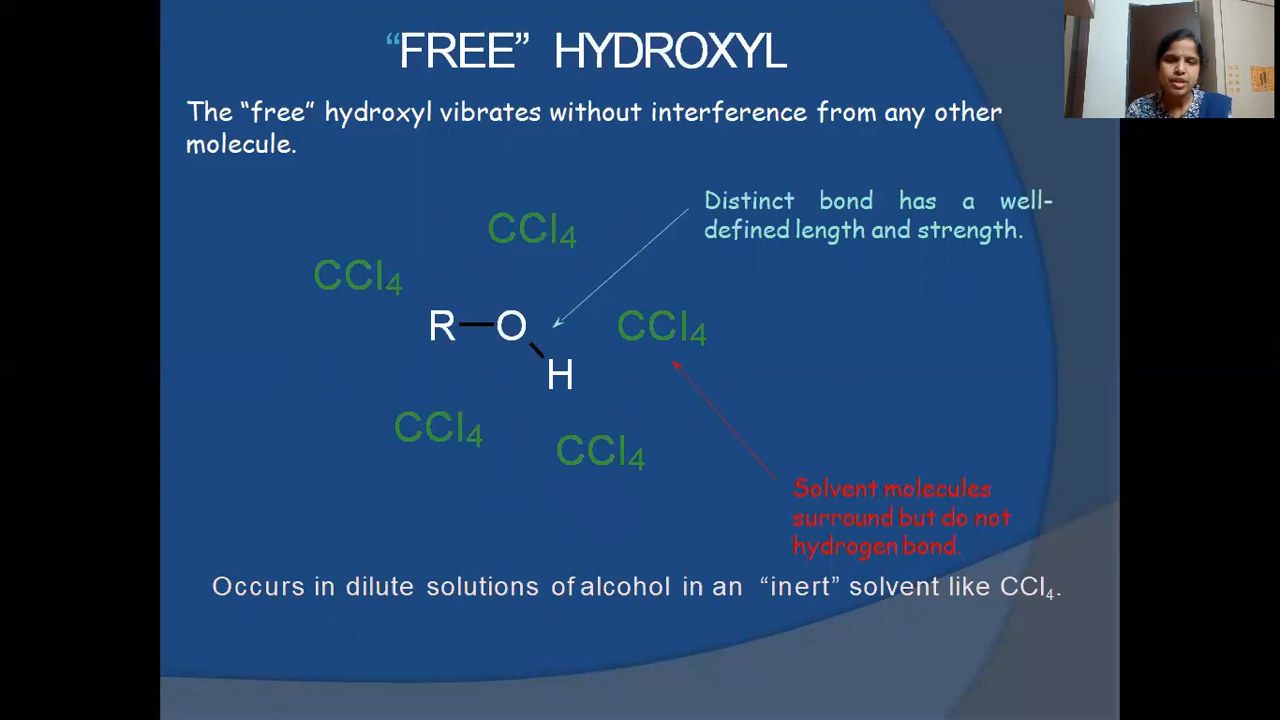 “FREE” HYDROXYL
The “free” hydroxyl vibrates without interference from any other
molecule.
Distinct bond has a well-
defined length and strength.
CCl4
CCl4
R—O
CCl4
H
CCl4
CCl4
Solvent molecules
surround but do not
hydrogen bond.
Occurs in dilute solutions of alcohol in an “inert” solvent like CCl4.